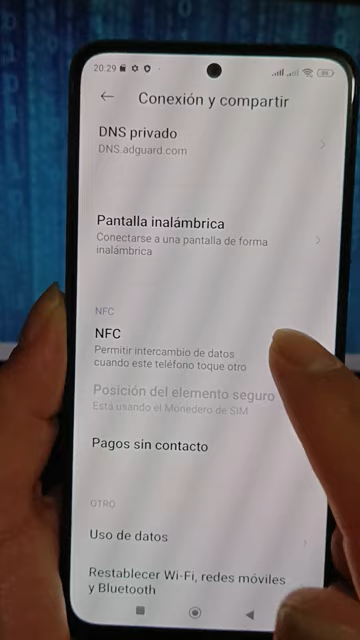 20:29
Conexión y compartir
DNS privado
DNS.adguard.com
Pantalla inalámbrica
Conectarse a una pantalla de forma
inalámbrica
NFC
NFC
Permitir intercambio de datos
cuando este teléfono toque otro
Posición del elemento seguro
Está usando el Monedero de SIM
Pagos sin contacto
OTRO
Uso de datos
Restablecer Wi-Fi, redes móviles
y Bluetooth